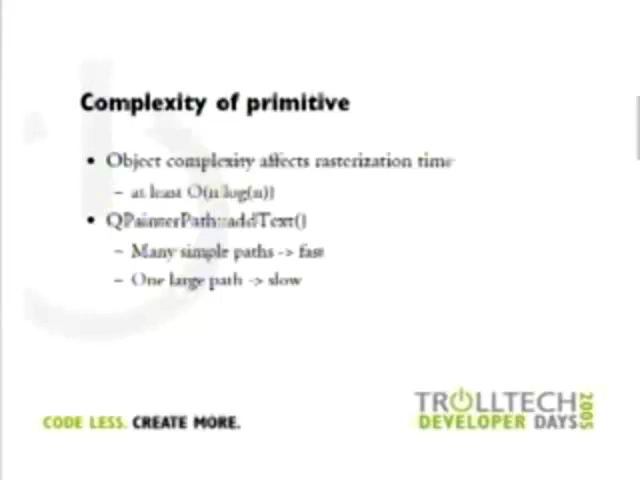 Complexity of primitive
• Object complexity affects rasterization time
– at least O(n log(n))
• QPainterPath::addText()
– Many simple paths -> fast
– One large path -> slow
CODE LESS. CREATE MORE.
TROLLTECH
DEVELOPER DAYS
2005